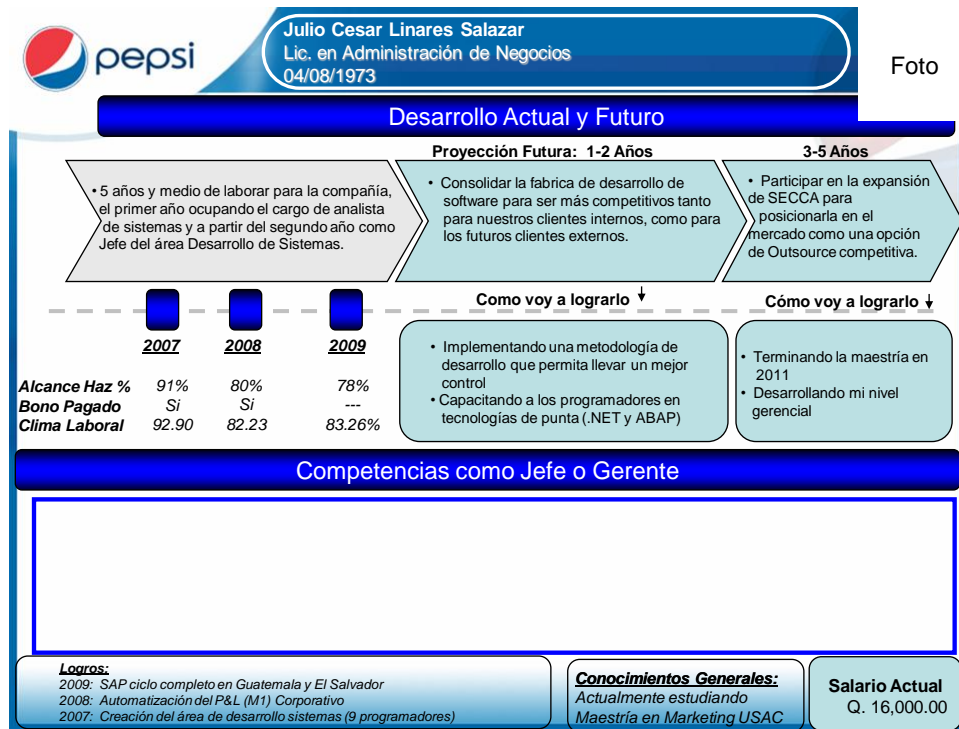 pepsi
Julio Cesar Linares Salazar
Lic. en Administración de Negocios
04/08/1973
Foto
Desarrollo Actual y Futuro
Proyección Futura: 1-2 Años
3-5 Años
• 5 años y medio de laborar para la compañía,
el primer año ocupando el cargo de analista
de sistemas y a partir del segundo año como
Jefe del área Desarrollo de Sistemas.
• Consolidar la fabrica de desarrollo de
software para ser más competitivos tanto
para nuestros clientes internos, como para
los futuros clientes externos.
• Participar en la expansión
de SECCA para
posicionarla en el
mercado como una opción
de Outsource competitiva.
Como voy a lograrlo
Cómo voy a lograrlo
2007 2008 2009
Alcance Haz % 91% 80% 78%
Bono Pagado Si Si ---
Clima Laboral 92.90 82.23 83.26%
• Implementando una metodología de
desarrollo que permita llevar un mejor
control
• Capacitando a los programadores en
tecnologías de punta (.NET y ABAP)
• Terminando la maestría en
2011
• Desarrollando mi nivel
gerencial
Competencias como Jefe o Gerente
Logros:
2009: SAP ciclo completo en Guatemala y El Salvador
2008: Automatización del P&L (M1) Corporativo
2007: Creación del área de desarrollo sistemas (9 programadores)
Conocimientos Generales:
Actualmente estudiando
Maestría en Marketing USAC
Salario Actual
Q. 16,000.00